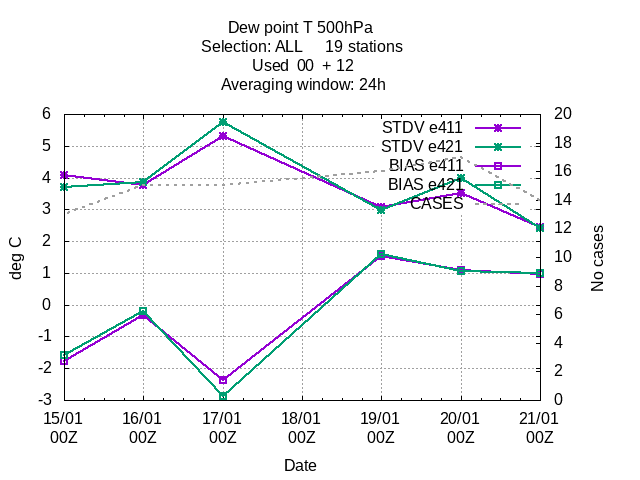 Dew point T 500hPa
Selection: ALL 19 stations
Used 00 + 12
Averaging window: 24h
6 5 4 3 2 1 0 -1 -2 -3
deg C
20 18 16 14 12 10 8 6 4 2 0
No cases
STDV e411
STDV e421
BIAS e411
BIAS e421
CASES
15/01 16/01 17/01 18/01 19/01 20/01 21/01
00Z 00Z 00Z 00Z 00Z 00Z 00Z
Date